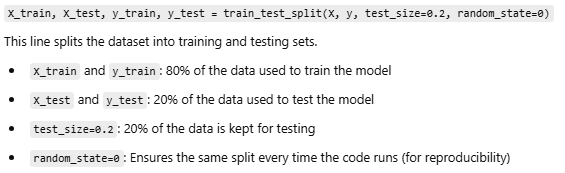 X_train, X_test, y_train, y_test = train_test_split(X, y, test_size=0.2, random_state=0)
This line splits the dataset into training and testing sets.
• X_train and y_train: 80% of the data used to train the model
• X_test and y_test: 20% of the data used to test the model
• test_size=0.2: 20% of the data is kept for testing
• random_state=0: Ensures the same split every time the code runs (for reproducibility)